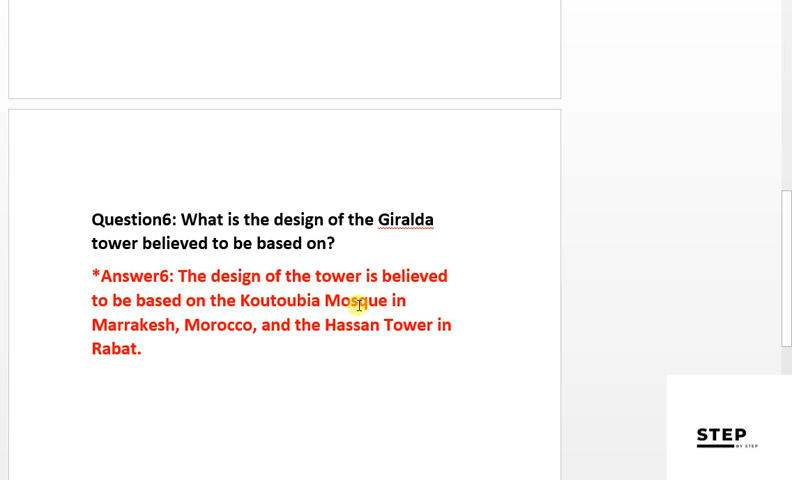 Question6: What is the design of the Giralda
tower believed to be based on?
*Answer6: The design of the tower is believed
to be based on the Koutoubia Mosque in
Marrakesh, Morocco, and the Hassan Tower in
Rabat.
STEP
BY STEP